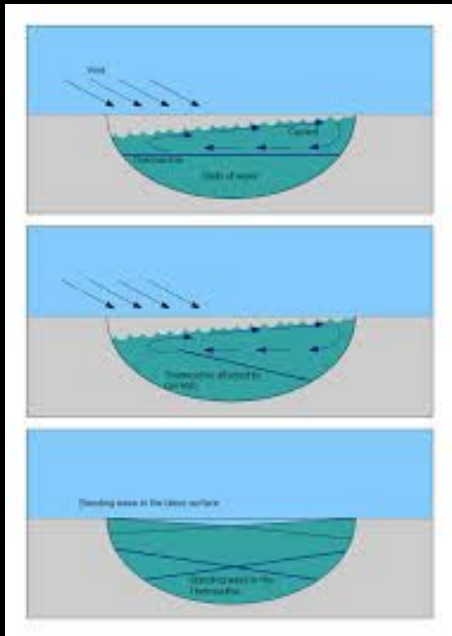 Wind
Current
Thermocline
Body of water
Thermocline affected by
current
Standing wave in the lakes surface
Standing wave in the
Thermocline